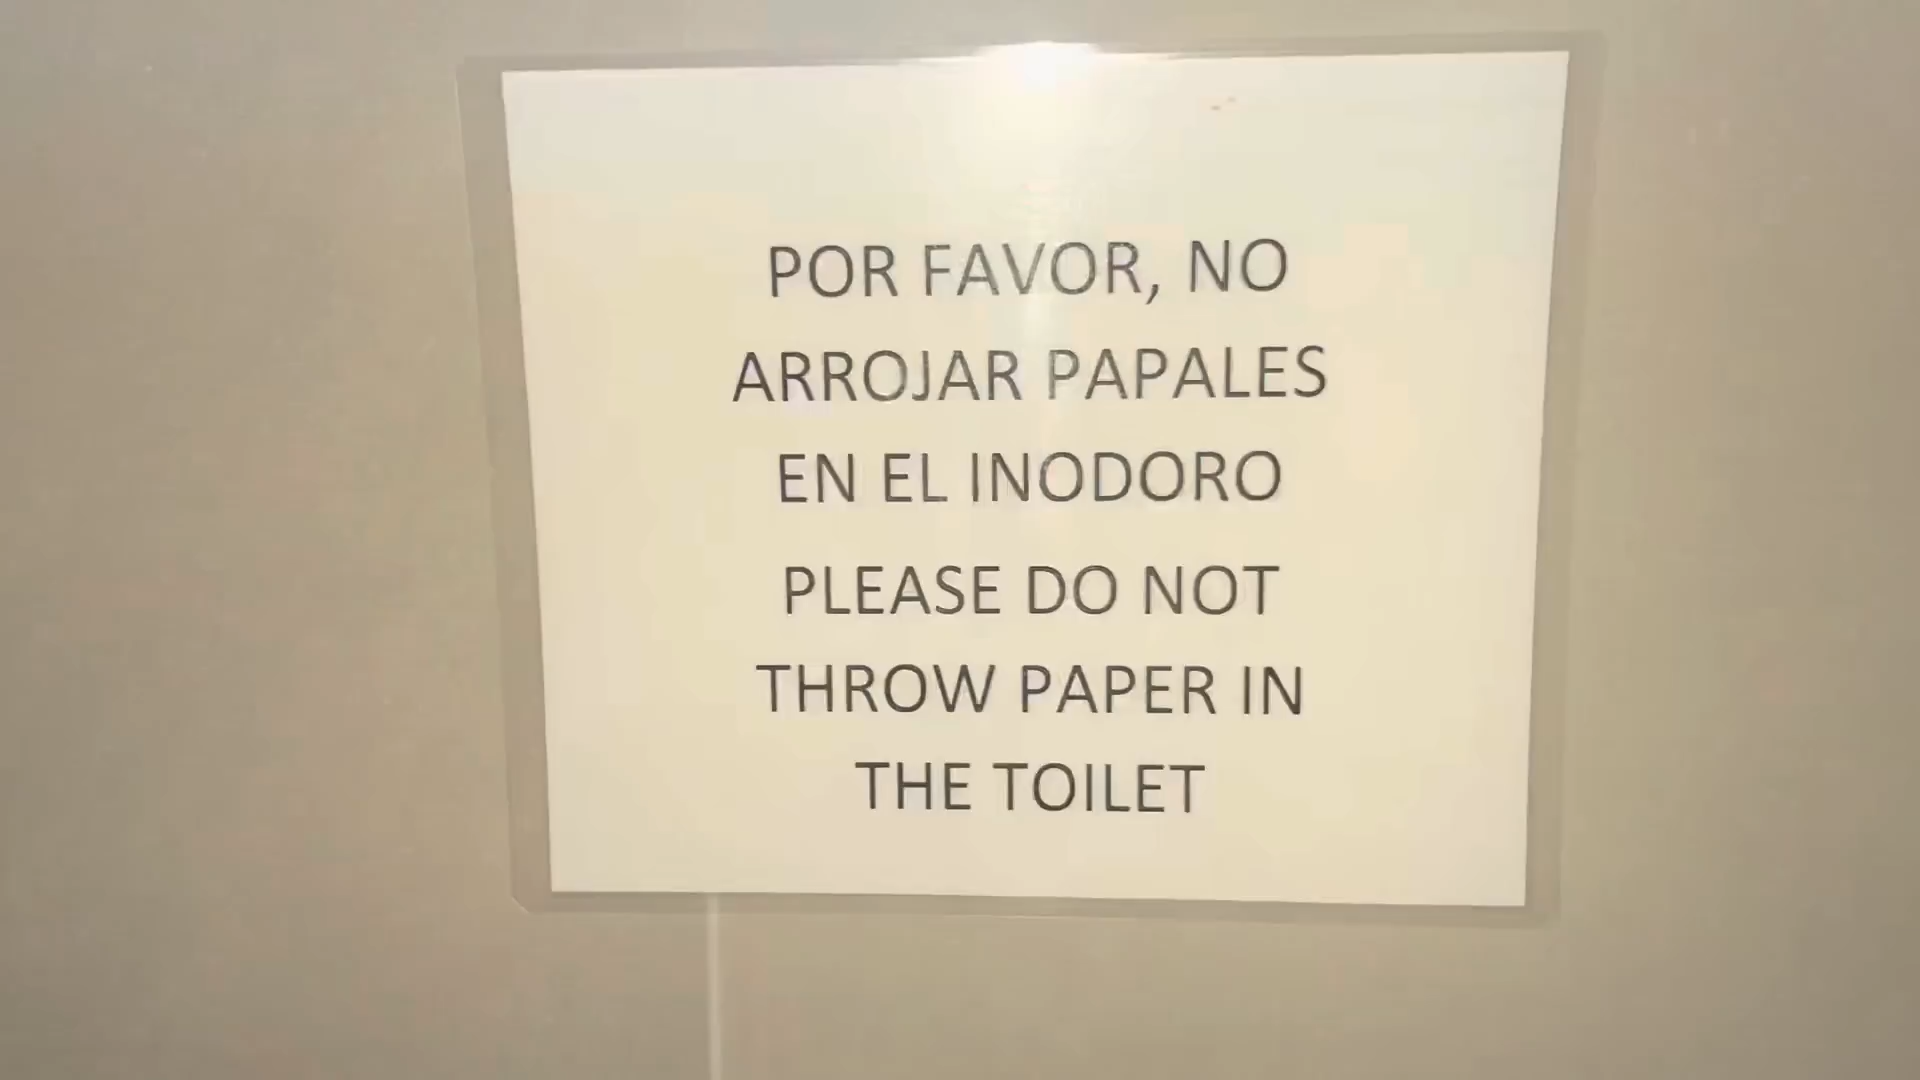 POR FAVOR, NO
ARROJAR PAPALES
EN EL INODORO
PLEASE DO NOT
THROW PAPER IN
THE TOILET